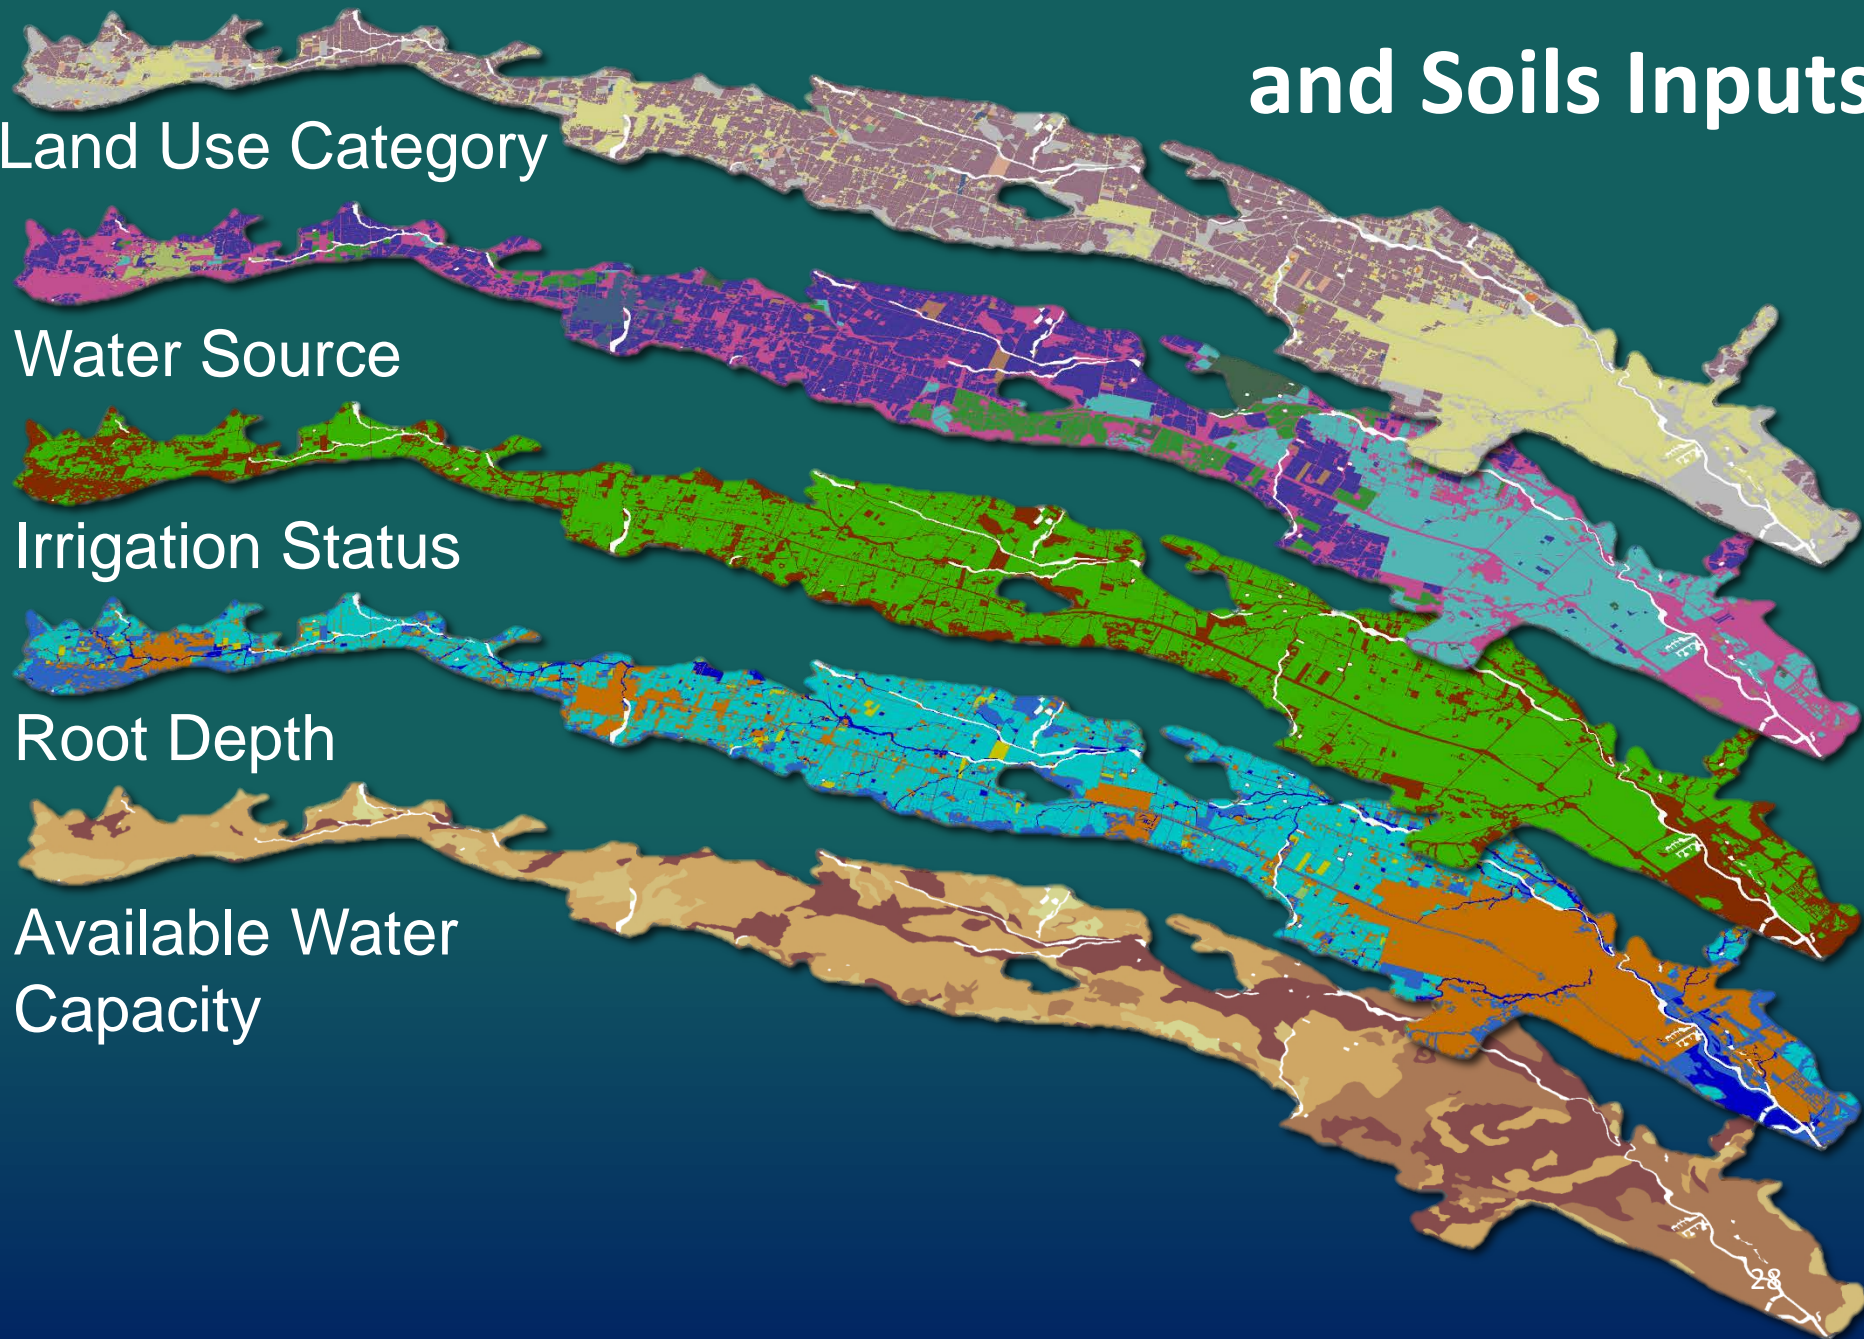 and Soils Inputs
Land Use Category
Water Source
Irrigation Status
Root Depth
Available Water
Capacity
28